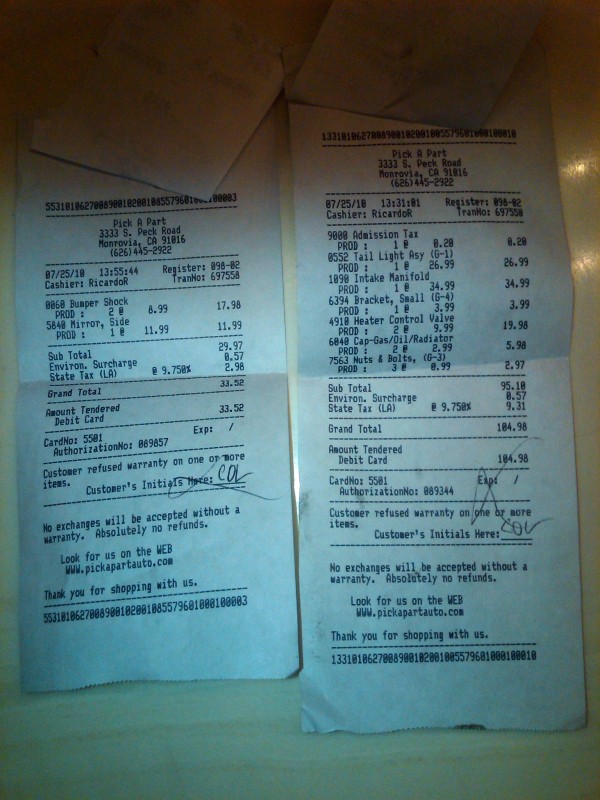 5531010627008900102001085579601000100003
Pick A Part
3333 S. Peck Road
Monrovia, CA 91016
(626)445-2922
07/25/10 13:55:44 Register: 098-02
Cashier: RicardoR TranNo: 697558
0060 Bumper Shock
PROD : 2 @ 8.99 17.98
5840 Mirror, Side
PROD : 1 @ 11.99 11.99
Sub Total 29.97
Environ. Surcharge 0.57
State Tax (LA) @ 9.750% 2.98
Grand Total 33.52
Amount Tendered
Debit Card 33.52
CardNo: 5501 Exp: /
AuthorizationNo: 089857
Customer refused warranty on one or more
items.
Customer's Initials Here:
No exchanges will be accepted without a
warranty. Absolutely no refunds.
Look for us on the WEB
WWW.pickapartauto.com
Thank you for shopping with us.
5531010627008900102001085579601000100003
1331010627008900102001005579601000100010
Pick A Part
3333 S. Peck Road
Monrovia, CA 91016
(626)445-2922
07/25/10 13:31:01 Register: 098-02
Cashier: RicardoR TranNo: 697550
9000 Admission Tax
PROD : 1 @ 0.20 0.20
0552 Tail Light Asy (G-1)
PROD : 1 @ 26.99 26.99
1090 Intake Manifold
PROD : 1 @ 34.99 34.99
6394 Bracket, Small (G-4)
PROD : 1 @ 3.99 3.99
4910 Heater Control Valve
PROD : 2 @ 9.99 19.98
6040 Cap-Gas/Oil/Radiator
PROD : 2 @ 2.99 5.98
7563 Nuts & Bolts, (G-3)
PROD : 3 @ 0.99 2.97
Sub Total 95.10
Environ. Surcharge 0.57
State Tax (LA) @ 9.750% 9.31
Grand Total 104.98
Amount Tendered
Debit Card 104.98
CardNo: 5501 Exp: /
AuthorizationNo: 089344
Customer refused warranty on one or more
items.
Customer's Initials Here:
No exchanges will be accepted without a
warranty. Absolutely no refunds.
Look for us on the WEB
WWW.pickapartauto.com
Thank you for shopping with us.
1331010627008900102001005579601000100010